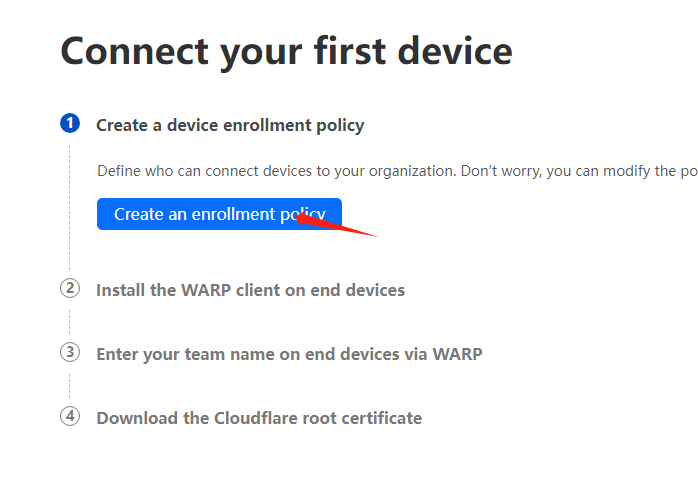 Connect your first device
1 Create a device enrollment policy
Define who can connect devices to your organization. Don't worry, you can modify the po
Create an enrollment policy
2 Install the WARP client on end devices
3 Enter your team name on end devices via WARP
4 Download the Cloudflare root certificate